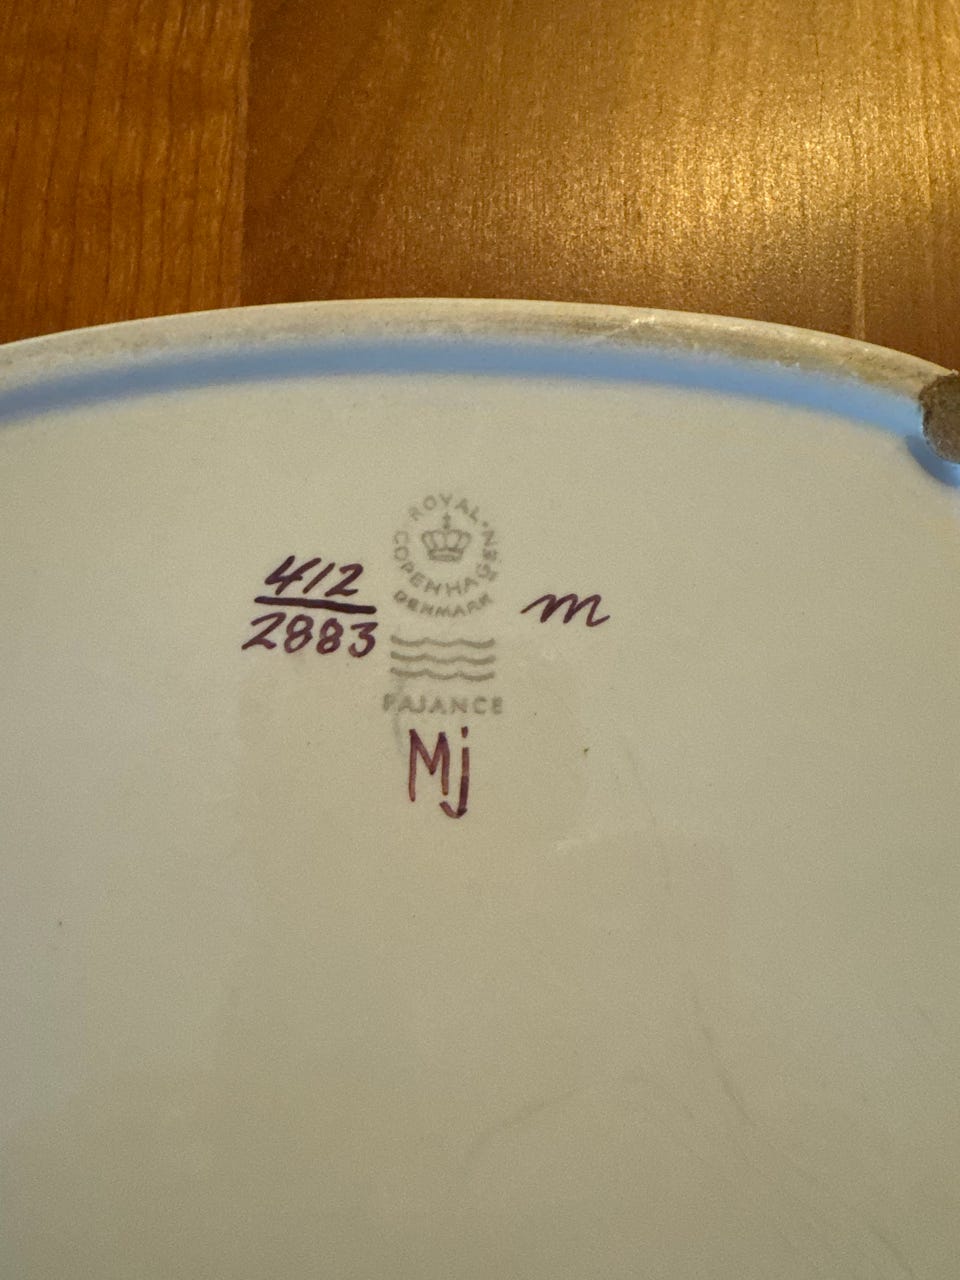 ROYAL COPENHAGEN
DENMARK
412
2883
m
FAJANCE
Mj